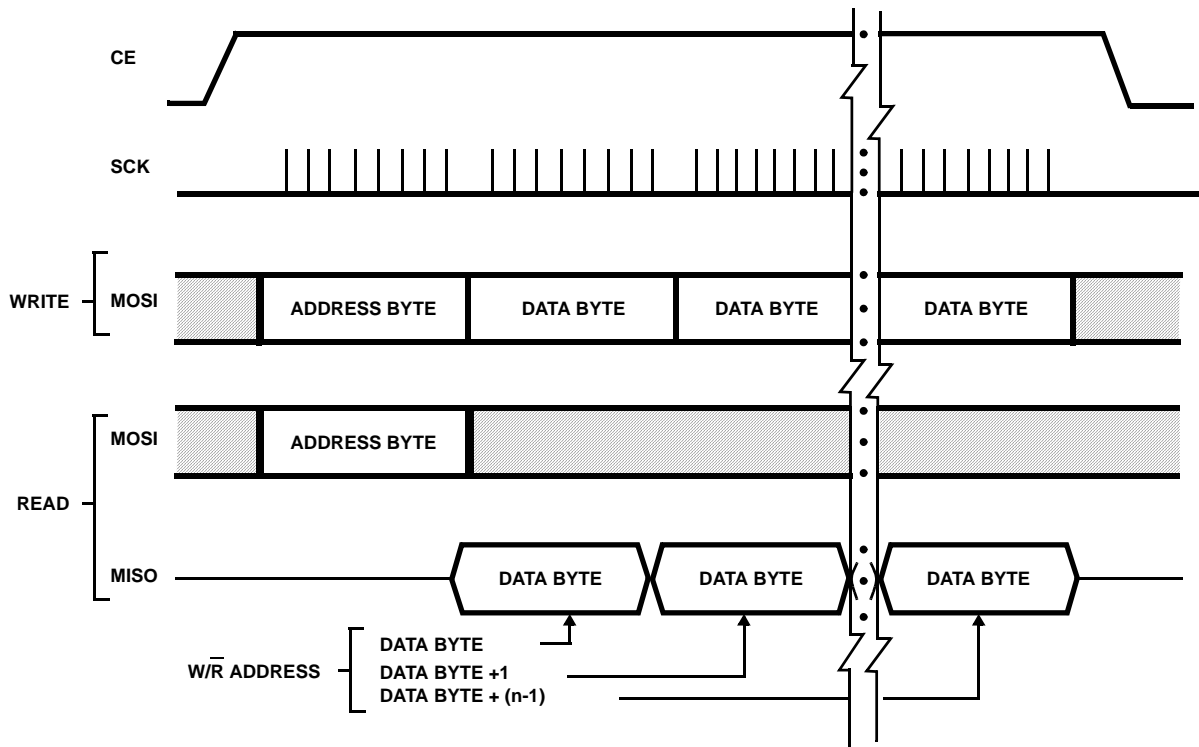 CE
SCK
WRITE
MOSI
ADDRESS BYTE
DATA BYTE
DATA BYTE
DATA BYTE
READ
MOSI
ADDRESS BYTE
MISO
DATA BYTE
DATA BYTE
DATA BYTE
W/R̅ ADDRESS
DATA BYTE
DATA BYTE +1
DATA BYTE + (n-1)